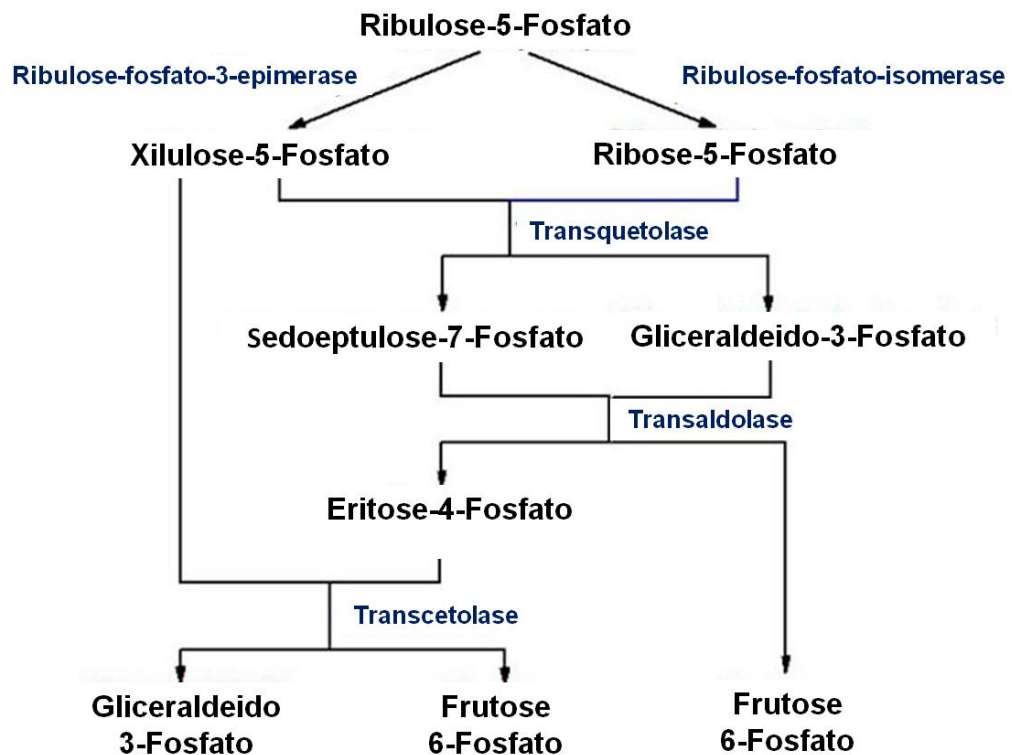 Ribulose-5-Fosfato
Ribulose-fosfato-3-epimerase
Ribulose-fosfato-isomerase
Xilulose-5-Fosfato
Ribose-5-Fosfato
Transquetolase
Sedoeptulose-7-Fosfato
Gliceraldeido-3-Fosfato
Transaldolase
Eritose-4-Fosfato
Transcetolase
Gliceraldeido
3-Fosfato
Frutose
6-Fosfato
Frutose
6-Fosfato